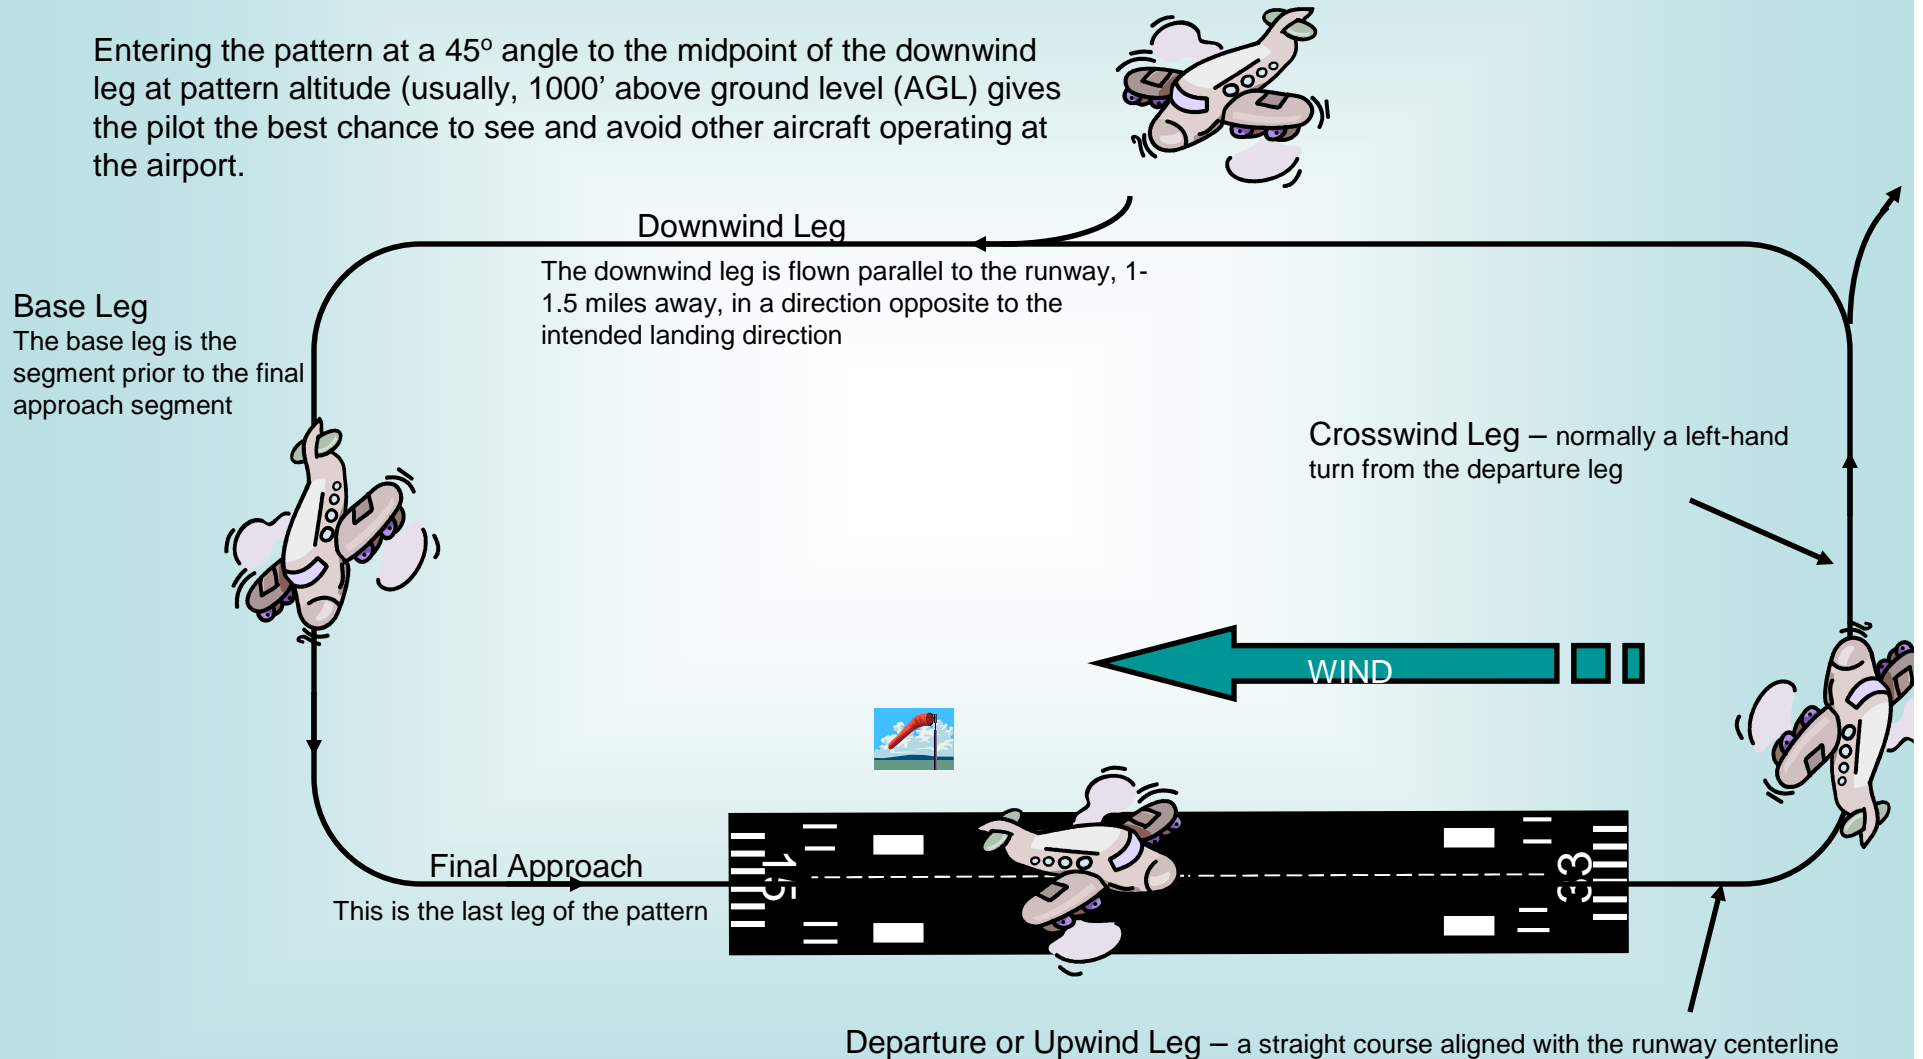 Entering the pattern at a 45º angle to the midpoint of the downwind
leg at pattern altitude (usually, 1000’ above ground level (AGL) gives
the pilot the best chance to see and avoid other aircraft operating at
the airport.
Downwind Leg
The downwind leg is flown parallel to the runway, 1-
1.5 miles away, in a direction opposite to the
intended landing direction
Base Leg
The base leg is the
segment prior to the final
approach segment
Crosswind Leg – normally a left-hand
turn from the departure leg
WIND
Final Approach
This is the last leg of the pattern
15
33
Departure or Upwind Leg – a straight course aligned with the runway centerline